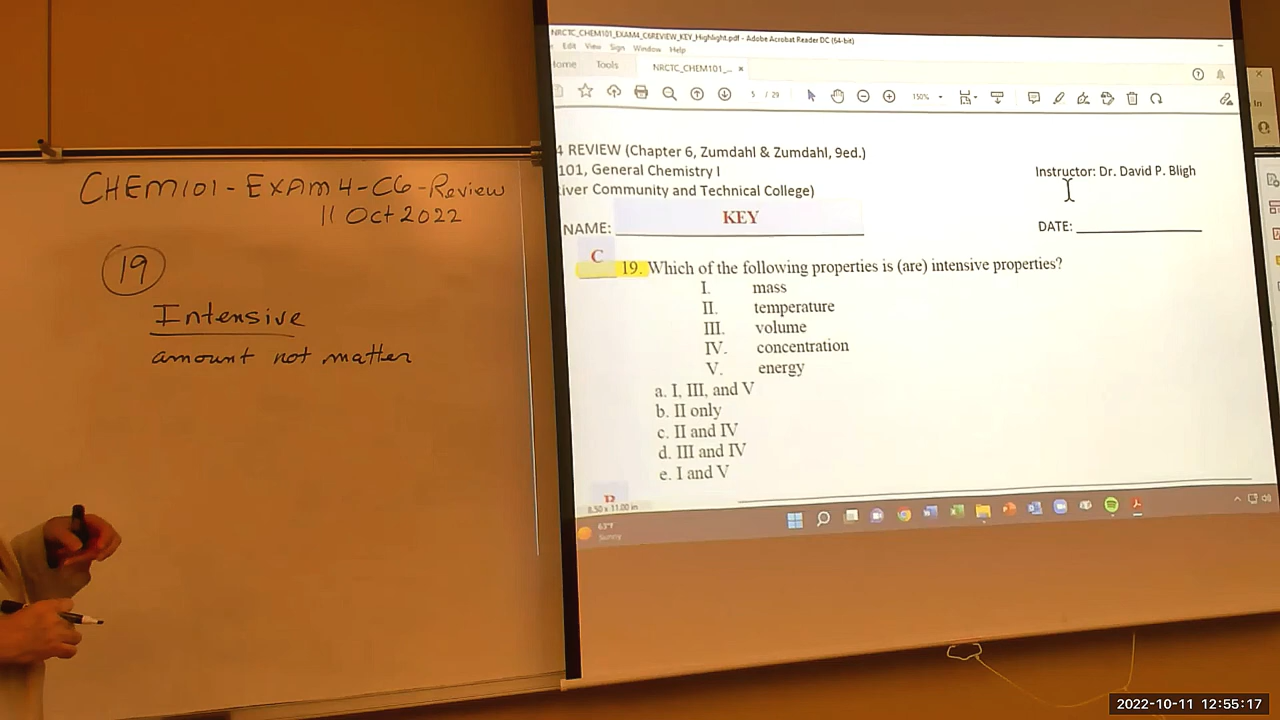 CHEM101-EXAM4-C6-Review
11 Oct 2022
19
Intensive
amount not matter
NRCTC_CHEM101_EXAM4_C6REVIEW_KEY_Highlight.pdf - Adobe Acrobat Reader DC (64-bit)
Edit View Sign Window Help
Home Tools NRCTC_CHEM101_... ×
5 / 29 150%
4 REVIEW (Chapter 6, Zumdahl & Zumdahl, 9ed.)
101, General Chemistry I
River Community and Technical College)
Instructor: Dr. David P. Bligh
NAME: KEY
DATE:
C
19. Which of the following properties is (are) intensive properties?
I. mass
II. temperature
III. volume
IV. concentration
V. energy
a. I, III, and V
b. II only
c. II and IV
d. III and IV
e. I and V
8.50 x 11.00 in
63°F
Sunny
2022-10-11 12:55:17